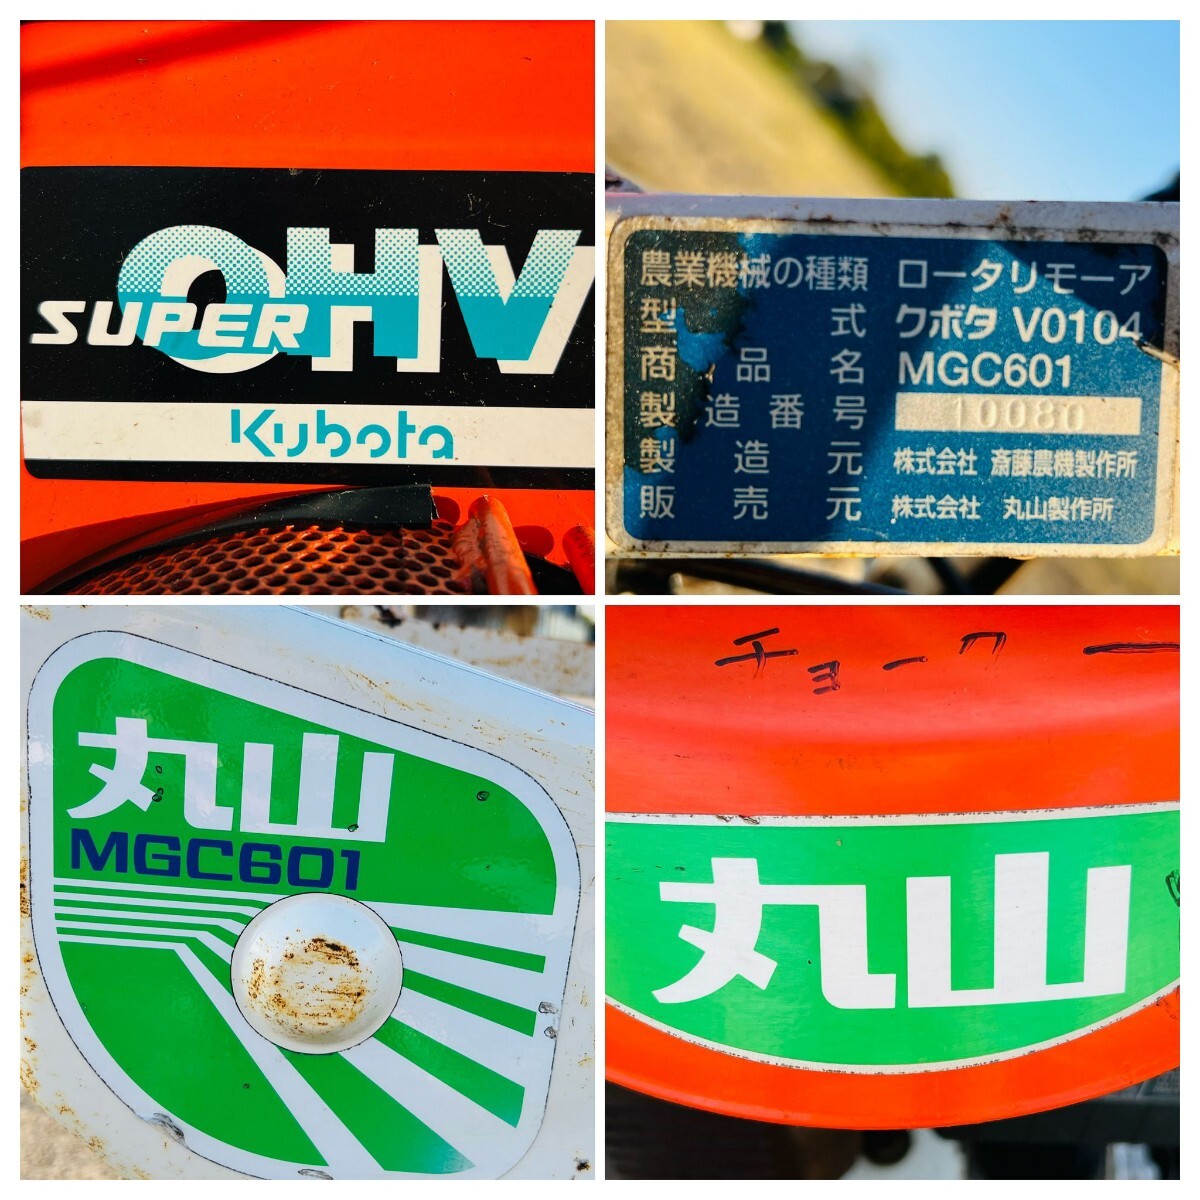 SUPER OHV
Kubota
農業機械の種類 ロータリモーア
型式 クボタ V0104
商品名 MGC601
製造番号 10080
製造元 株式会社 斎藤農機製作所
販売元 株式会社 丸山製作所
丸山
MGC601
チョーク
丸山